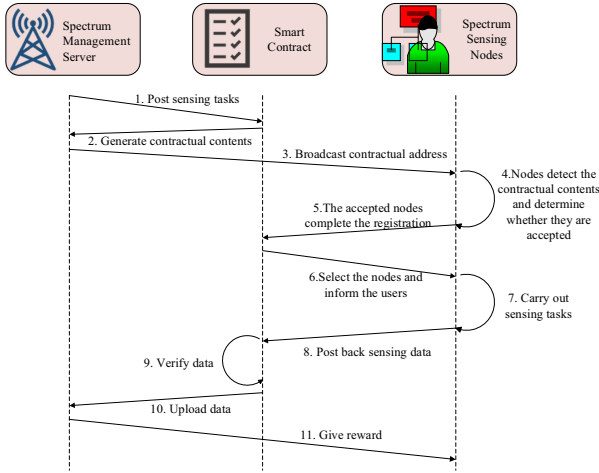 Spectrum
Management
Server
Smart
Contract
Spectrum
Sensing
Nodes
1. Post sensing tasks
2. Generate contractual contents
3. Broadcast contractual address
4.Nodes detect the
contractual contents
and determine
whether they are
accepted
5.The accepted nodes
complete the registration
6.Select the nodes and
inform the users
7. Carry out
sensing tasks
8. Post back sensing data
9. Verify data
10. Upload data
11. Give reward